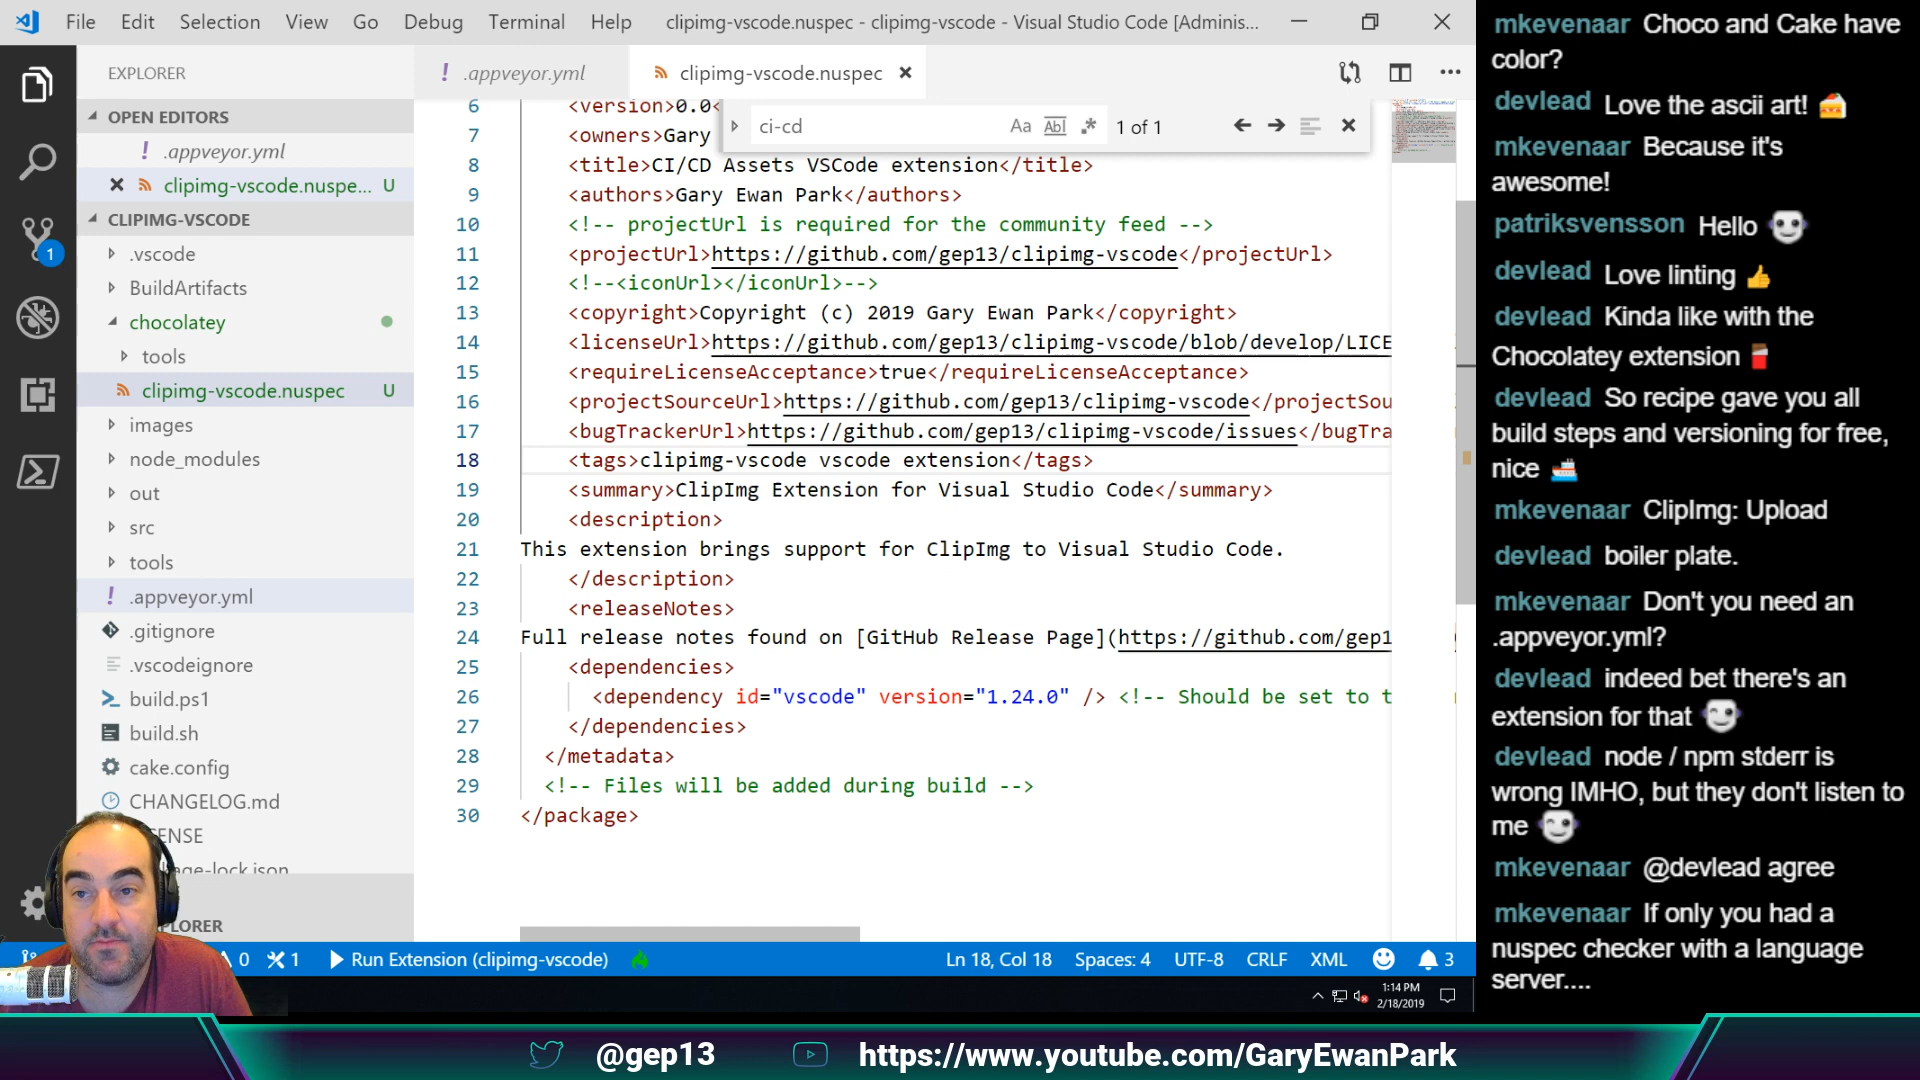 File Edit Selection View Go Debug Terminal Help clipimg-vscode.nuspec - clipimg-vscode - Visual Studio Code [Adminis...
EXPLORER
OPEN EDITORS
! .appveyor.yml
clipimg-vscode.nuspe... U
CLIPIMG-VSCODE
.vscode
BuildArtifacts
chocolatey
tools
clipimg-vscode.nuspec U
images
node_modules
out
src
tools
! .appveyor.yml
.gitignore
.vscodeignore
build.ps1
build.sh
cake.config
CHANGELOG.md
ENSE
age-lock.json
PLORER
1
! .appveyor.yml
clipimg-vscode.nuspec
ci-cd
Aa Abl .* 1 of 1
6 <version>0.0<
7 <owners>Gary
8 <title>CI/CD Assets VSCode extension</title>
9 <authors>Gary Ewan Park</authors>
10 <!-- projectUrl is required for the community feed -->
11 <projectUrl>https://github.com/gep13/clipimg-vscode</projectUrl>
12 <!--<iconUrl></iconUrl>-->
13 <copyright>Copyright (c) 2019 Gary Ewan Park</copyright>
14 <licenseUrl>https://github.com/gep13/clipimg-vscode/blob/develop/LICE
15 <requireLicenseAcceptance>true</requireLicenseAcceptance>
16 <projectSourceUrl>https://github.com/gep13/clipimg-vscode</projectSou
17 <bugTrackerUrl>https://github.com/gep13/clipimg-vscode/issues</bugTra
18 <tags>clipimg-vscode vscode extension</tags>
19 <summary>ClipImg Extension for Visual Studio Code</summary>
20 <description>
21 This extension brings support for ClipImg to Visual Studio Code.
22 </description>
23 <releaseNotes>
24 Full release notes found on [GitHub Release Page](https://github.com/gep1
25 <dependencies>
26 <dependency id="vscode" version="1.24.0" /> <!-- Should be set to t
27 </dependencies>
28 </metadata>
29 <!-- Files will be added during build -->
30 </package>
0 1 Run Extension (clipimg-vscode) Ln 18, Col 18 Spaces: 4 UTF-8 CRLF XML 3
1:14 PM
2/18/2019
mkevenaar Choco and Cake have
color?
devlead Love the ascii art!
mkevenaar Because it's
awesome!
patriksvensson Hello
devlead Love linting
devlead Kinda like with the
Chocolatey extension
devlead So recipe gave you all
build steps and versioning for free,
nice
mkevenaar ClipImg: Upload
devlead boiler plate.
mkevenaar Don't you need an
.appveyor.yml?
devlead indeed bet there's an
extension for that
devlead node / npm stderr is
wrong IMHO, but they don't listen to
me
mkevenaar @devlead agree
mkevenaar If only you had a
nuspec checker with a language
server....
@gep13 https://www.youtube.com/GaryEwanPark